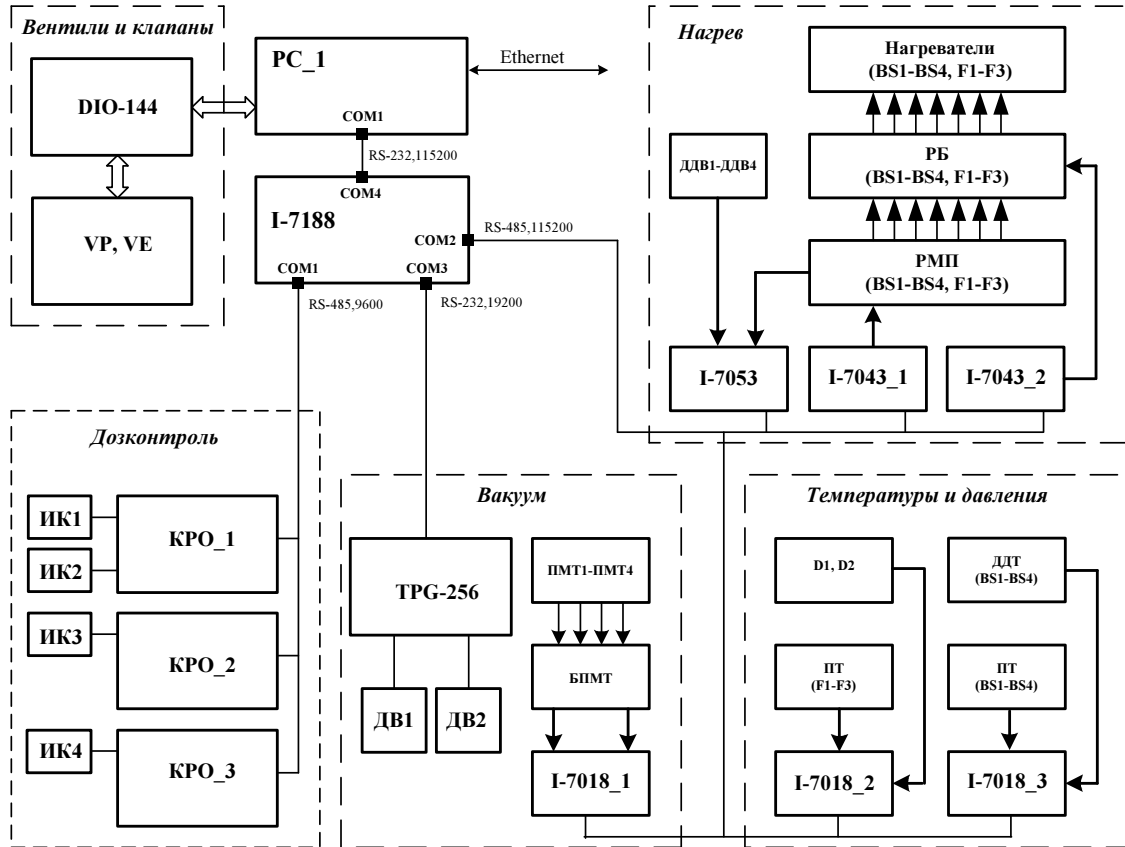 Вентили и клапаны
DIO-144
VP, VE
PC_1
COM1
Ethernet
RS-232,115200
COM4
I-7188
COM2
RS-485,115200
COM1
COM3
RS-485,9600
RS-232,19200
Нагрев
Нагреватели
(BS1-BS4, F1-F3)
ДДВ1-ДДВ4
РБ
(BS1-BS4, F1-F3)
РМП
(BS1-BS4, F1-F3)
I-7053
I-7043_1
I-7043_2
Дозконтроль
ИК1
ИК2
КРО_1
ИК3
КРО_2
ИК4
КРО_3
Вакуум
TPG-256
ПМТ1-ПМТ4
БПМТ
ДВ1
ДВ2
I-7018_1
Температуры и давления
D1, D2
ДДТ
(BS1-BS4)
ПТ
(F1-F3)
ПТ
(BS1-BS4)
I-7018_2
I-7018_3